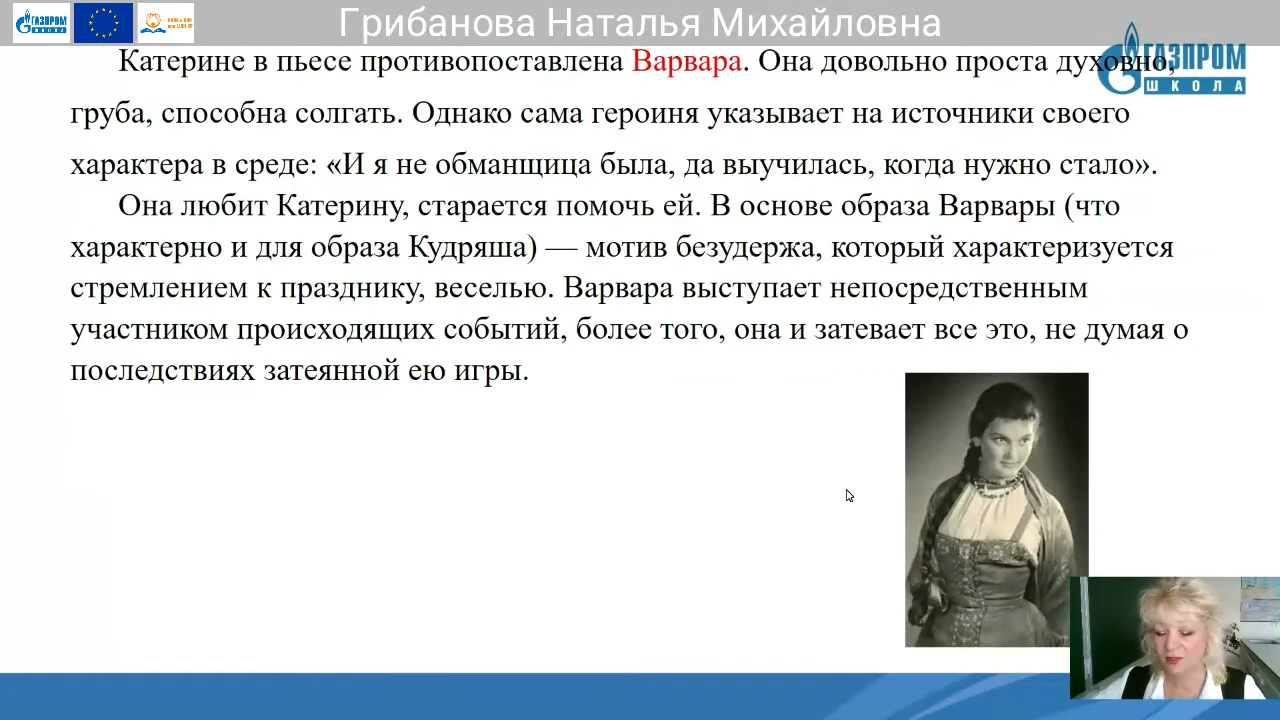 ГАЗПРОМ
ШКОЛА
Грибанова Наталья Михайловна
ГАЗПРОМ
ШКОЛА
Катерине в пьесе противопоставлена Варвара. Она довольно проста духовно,
груба, способна солгать. Однако сама героиня указывает на источники своего
характера в среде: «И я не обманщица была, да выучилась, когда нужно стало».
Она любит Катерину, старается помочь ей. В основе образа Варвары (что
характерно и для образа Кудряша) — мотив безудержа, который характеризуется
стремлением к празднику, веселью. Варвара выступает непосредственным
участником происходящих событий, более того, она и затевает все это, не думая о
последствиях затеянной ею игры.